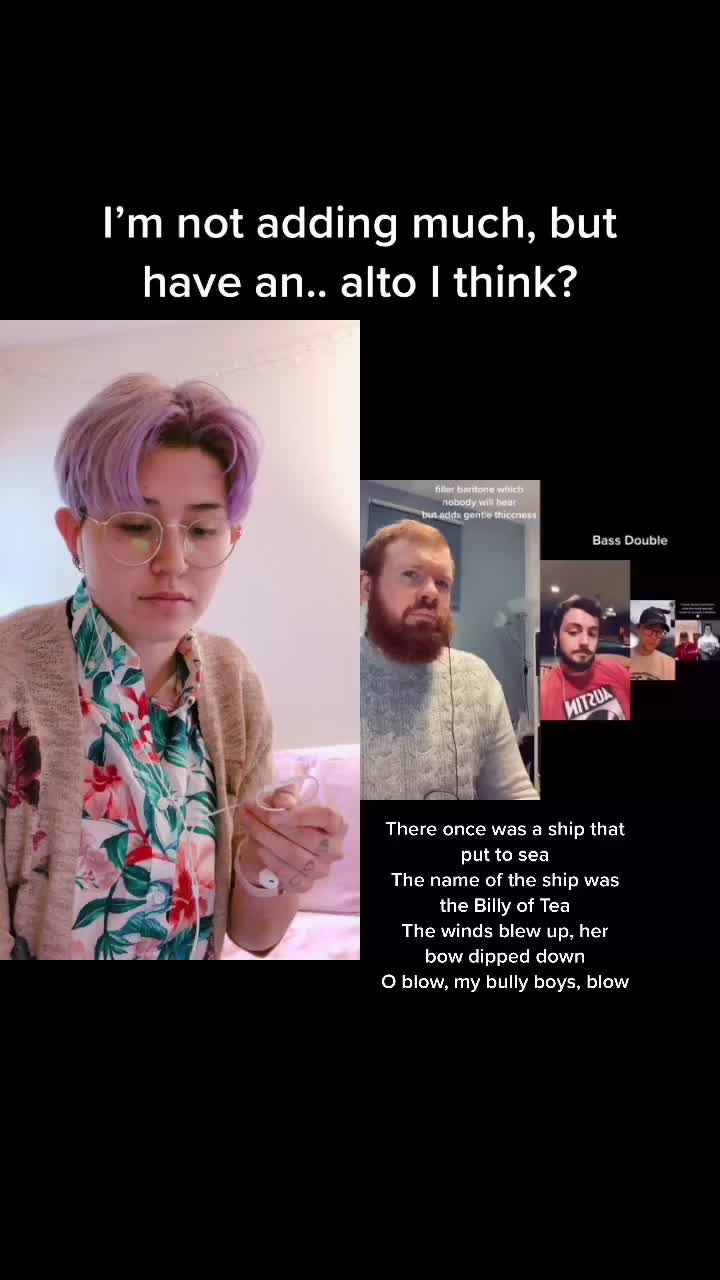 I’m not adding much, but
have an.. alto I think?
filler baritone which
nobody will hear
but adds gentle thiccness
Bass Double
AUSTIN
There once was a ship that
put to sea
The name of the ship was
the Billy of Tea
The winds blew up, her
bow dipped down
O blow, my bully boys, blow